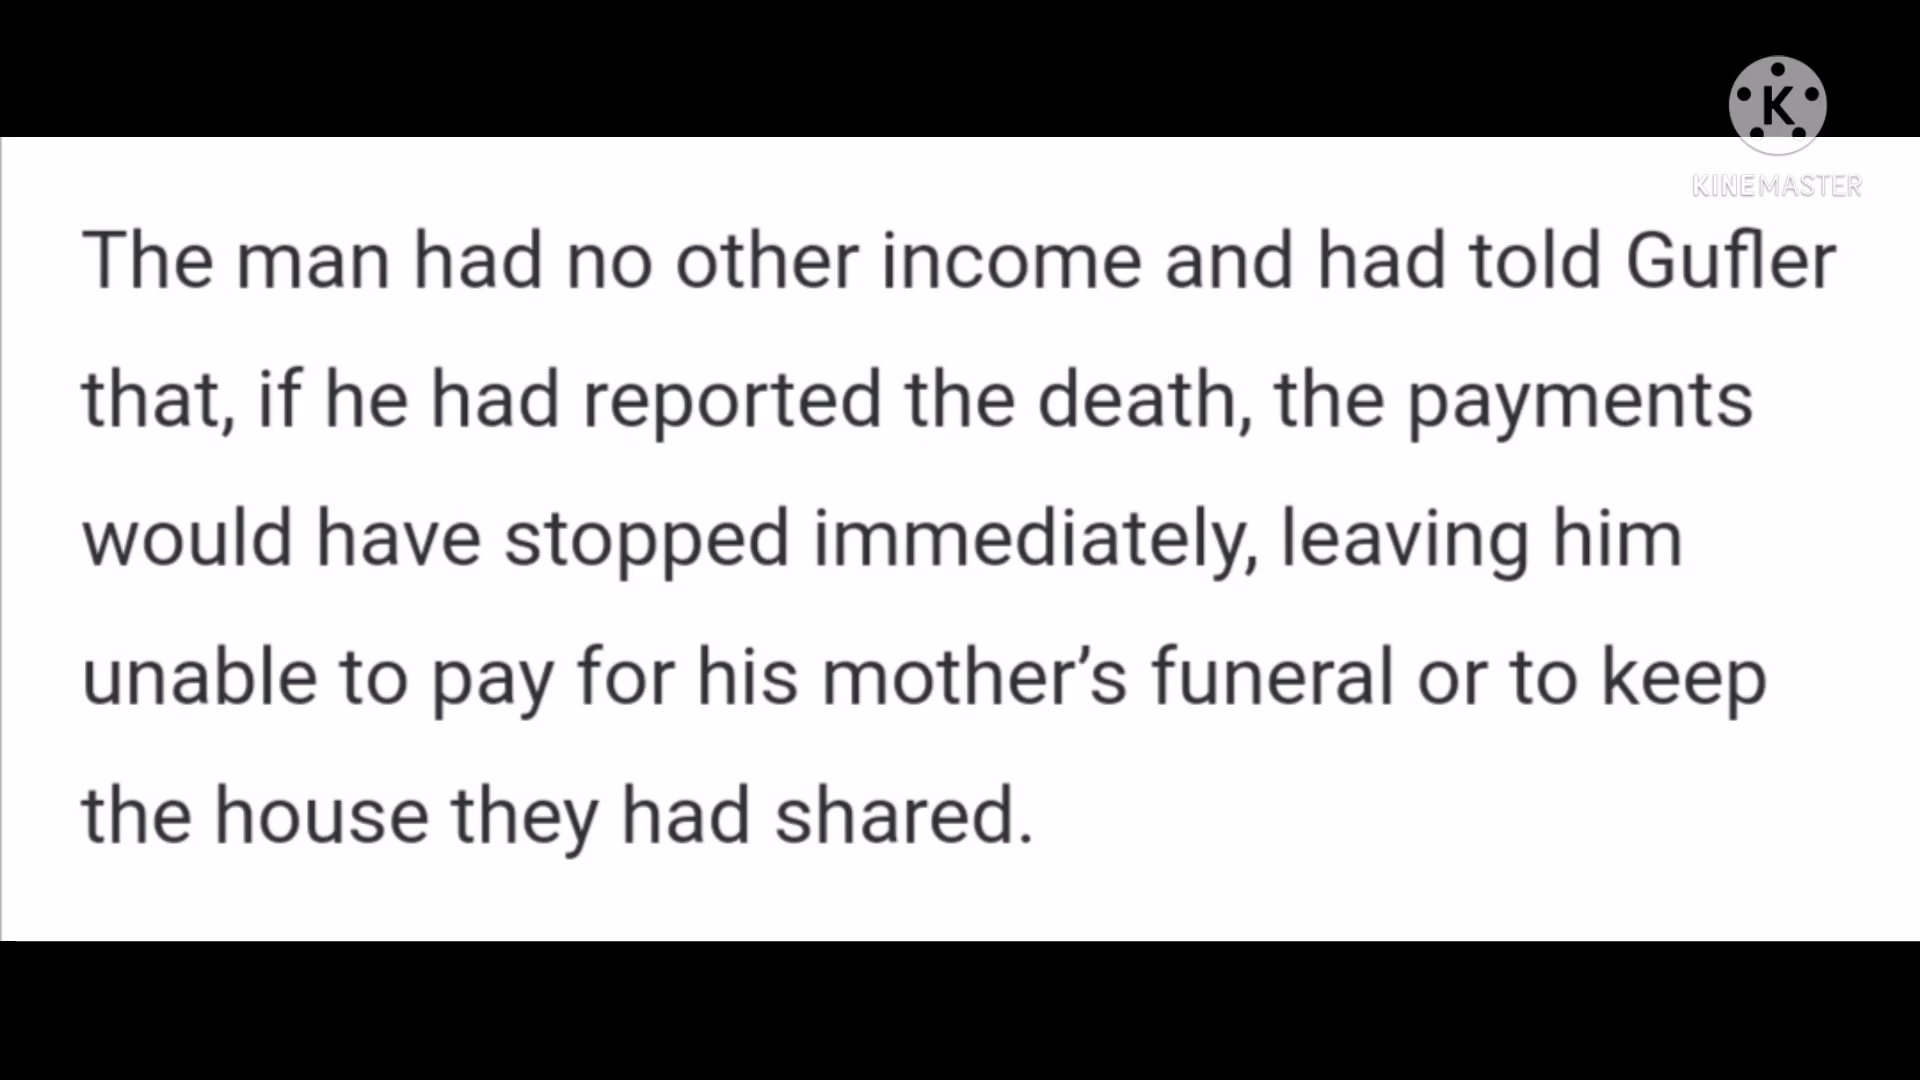 K
KINEMASTER
The man had no other income and had told Gufler
that, if he had reported the death, the payments
would have stopped immediately, leaving him
unable to pay for his mother’s funeral or to keep
the house they had shared.